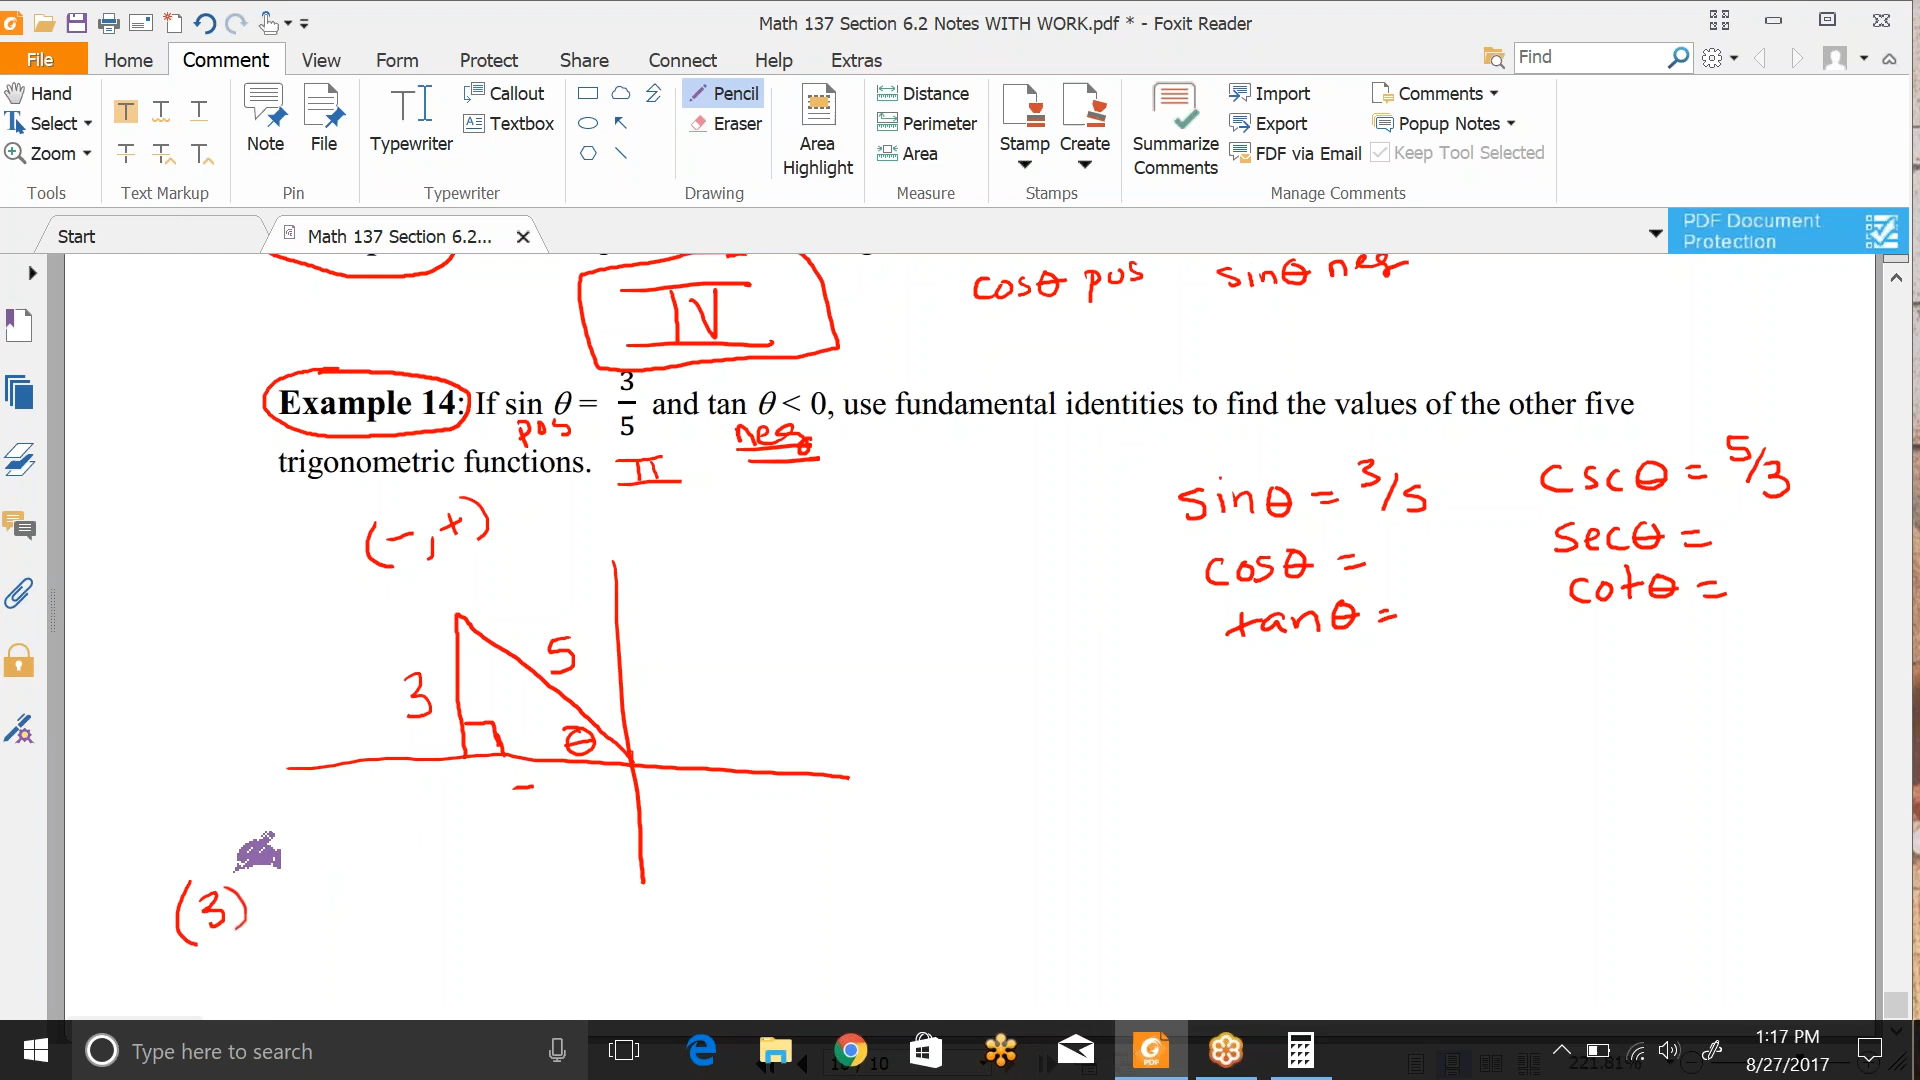 Math 137 Section 6.2 Notes WITH WORK.pdf * - Foxit Reader
File Home Comment View Form Protect Share Connect Help Extras Find
Hand
Select
Zoom
Tools
T T T
T T T
Text Markup
Note File
Pin
Typewriter Callout
Textbox
Typewriter
Pencil
Eraser
Area Highlight
Drawing
Distance
Perimeter
Area
Measure
Stamp Create
Stamps
Summarize Comments
Import
Export
FDF via Email
Comments
Popup Notes
Keep Tool Selected
Manage Comments
Start
Math 137 Section 6.2...
PDF Document Protection
IV
cosθ pos sinθ neg
Example 14: If sin θ = 3/5 and tan θ < 0, use fundamental identities to find the values of the other five
pos neg
trigonometric functions. II
(-,+)
sinθ = 3/5 cscθ = 5/3
cosθ = secθ =
tanθ = cotθ =
5
3
θ
-
(3)
Type here to search
/ 10
221.81%
1:17 PM
8/27/2017